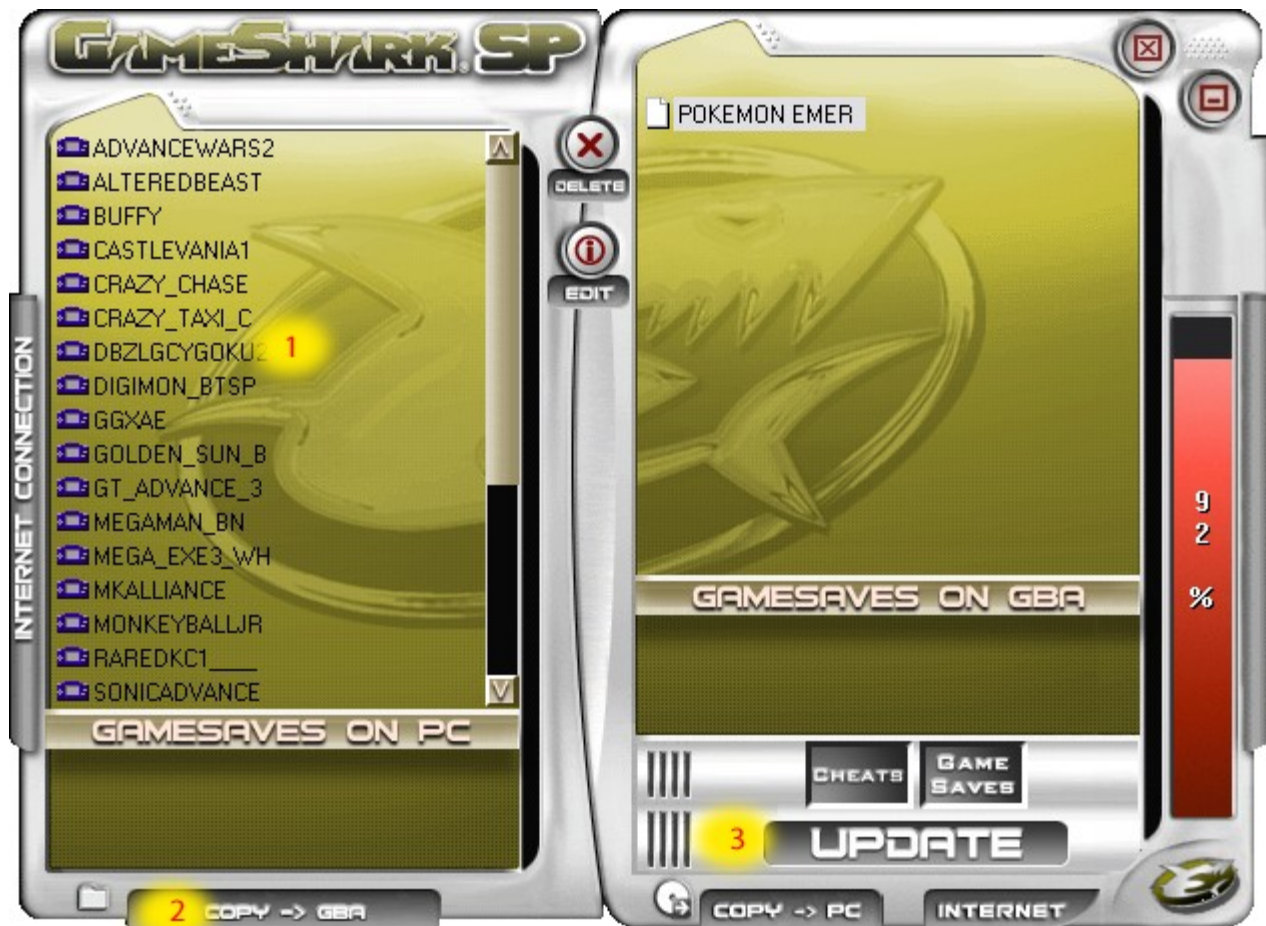 GAMESHARK.SP
ADVANCEWARS2
ALTEREDBEAST
BUFFY
CASTLEVANIA1
CRAZY_CHASE
CRAZY_TAXI_C
DBZLGCYGOKU2 1
DIGIMON_BTSP
GGXAE
GOLDEN_SUN_B
GT_ADVANCE_3
MEGAMAN_BN
MEGA_EXE3_WH
MKALLIANCE
MONKEYBALLJR
RAREDKC1____
SONICADVANCE
GAMESAVES ON PC
2 COPY -> GBA
INTERNET CONNECTION
DELETE
EDIT
POKEMON EMER
GAMESAVES ON GBA
CHEATS
GAME
SAVES
3 UPDATE
COPY -> PC
INTERNET
92 %